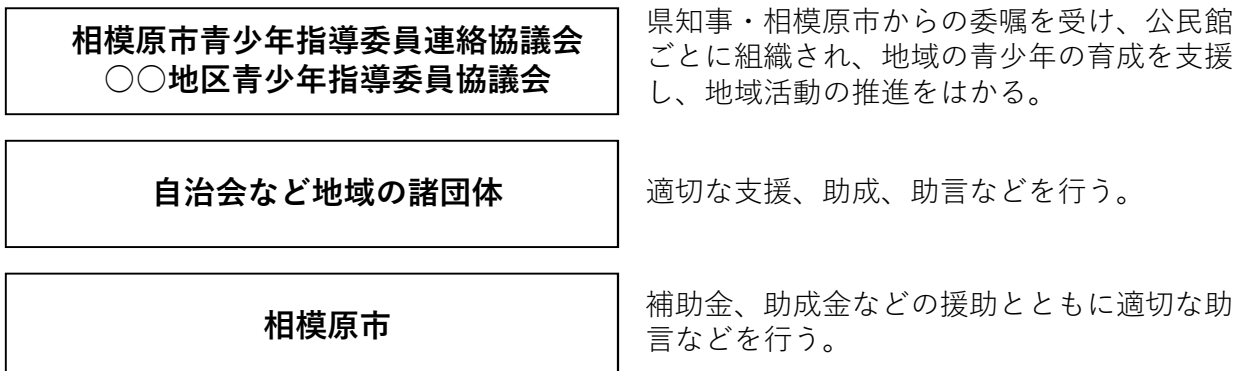 相模原市青少年指導委員連絡協議会
○○地区青少年指導委員協議会
県知事・相模原市からの委嘱を受け、公民館
ごとに組織され、地域の青少年の育成を支援
し、地域活動の推進をはかる。
自治会など地域の諸団体
適切な支援、助成、助言などを行う。
相模原市
補助金、助成金などの援助とともに適切な助
言などを行う。